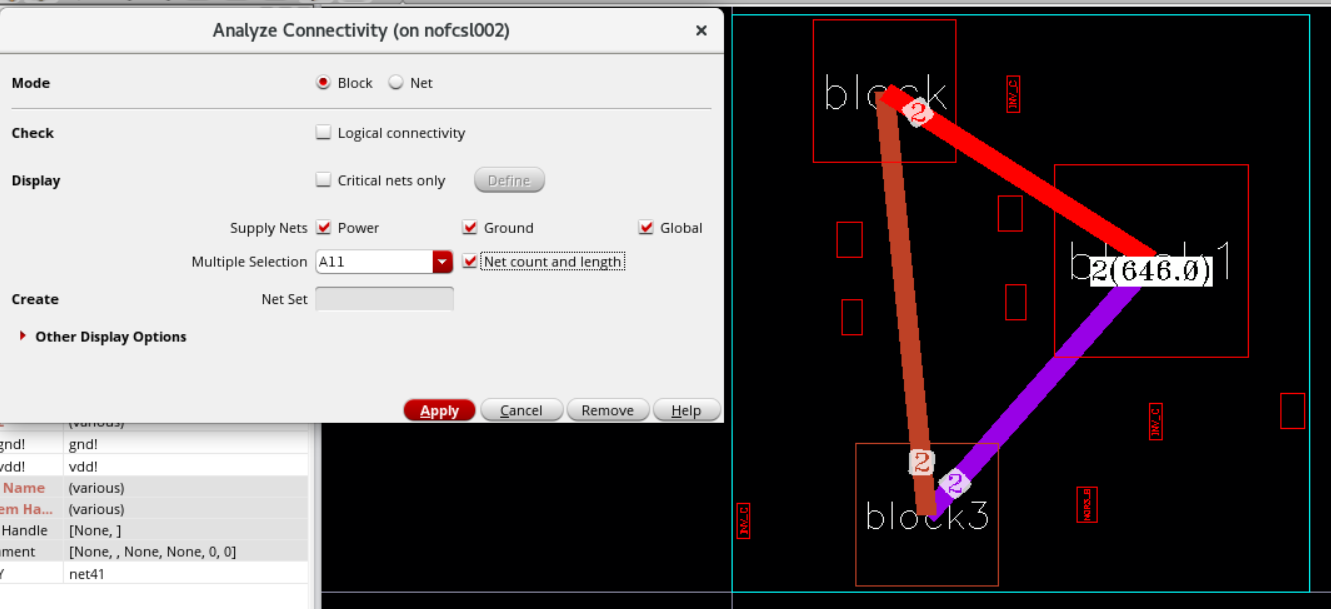 Analyze Connectivity (on nofcsl002)
Mode
Block
Net
Check
Logical connectivity
Display
Critical nets only
Define
Supply Nets
Power
Ground
Global
Multiple Selection
All
Net count and length
Create
Net Set
Other Display Options
Apply
Cancel
Remove
Help
(various)
gnd!
gnd!
vdd!
vdd!
Name
(various)
em Ha...
(various)
Handle
[None, ]
ment
[None, , None, None, 0, 0]
Y
net41
block
2
INV_C
2(646.0)
2
2
block3
INV_C
INV_C
NOR3_B